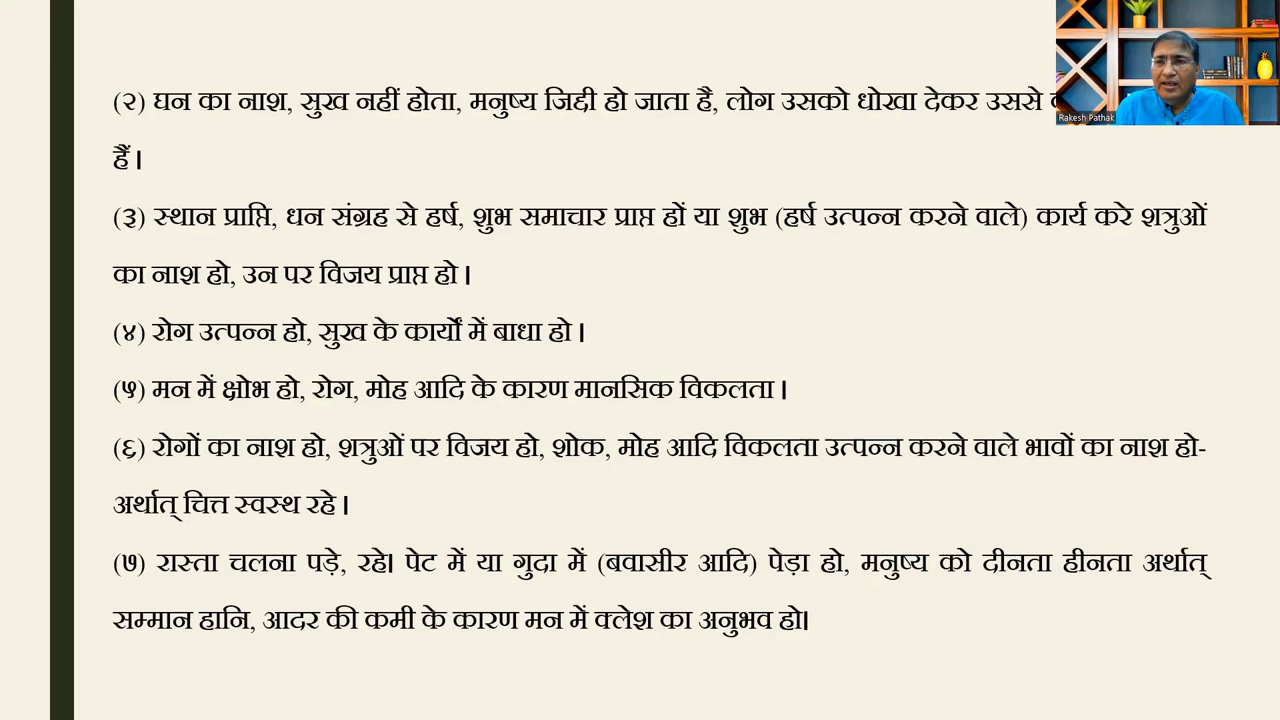 (२) घन का नाश, सुख नहीं होता, मनुष्य जिद्दी हो जाता है, लोग उसको धोखा देकर उससे
Rakesh Pathak
हैं ।
(३) स्थान प्राप्ति, धन संग्रह से हर्ष, शुभ समाचार प्राप्त हों या शुभ (हर्ष उत्पन्न करने वाले) कार्य करे शत्रुओं
का नाश हो, उन पर विजय प्राप्त हो ।
(४) रोग उत्पन्न हो, सुख के कार्यों में बाधा हो ।
(५) मन में क्षोभ हो, रोग, मोह आदि के कारण मानसिक विकलता ।
(६) रोगों का नाश हो, शत्रुओं पर विजय हो, शोक, मोह आदि विकलता उत्पन्न करने वाले भावों का नाश हो-
अर्थात् चित्त स्वस्थ रहे ।
(७) रास्ता चलना पड़े, रहे। पेट में या गुदा में (बवासीर आदि) पेड़ा हो, मनुष्य को दीनता हीनता अर्थात्
सम्मान हानि, आदर की कमी के कारण मन में क्लेश का अनुभव हो।